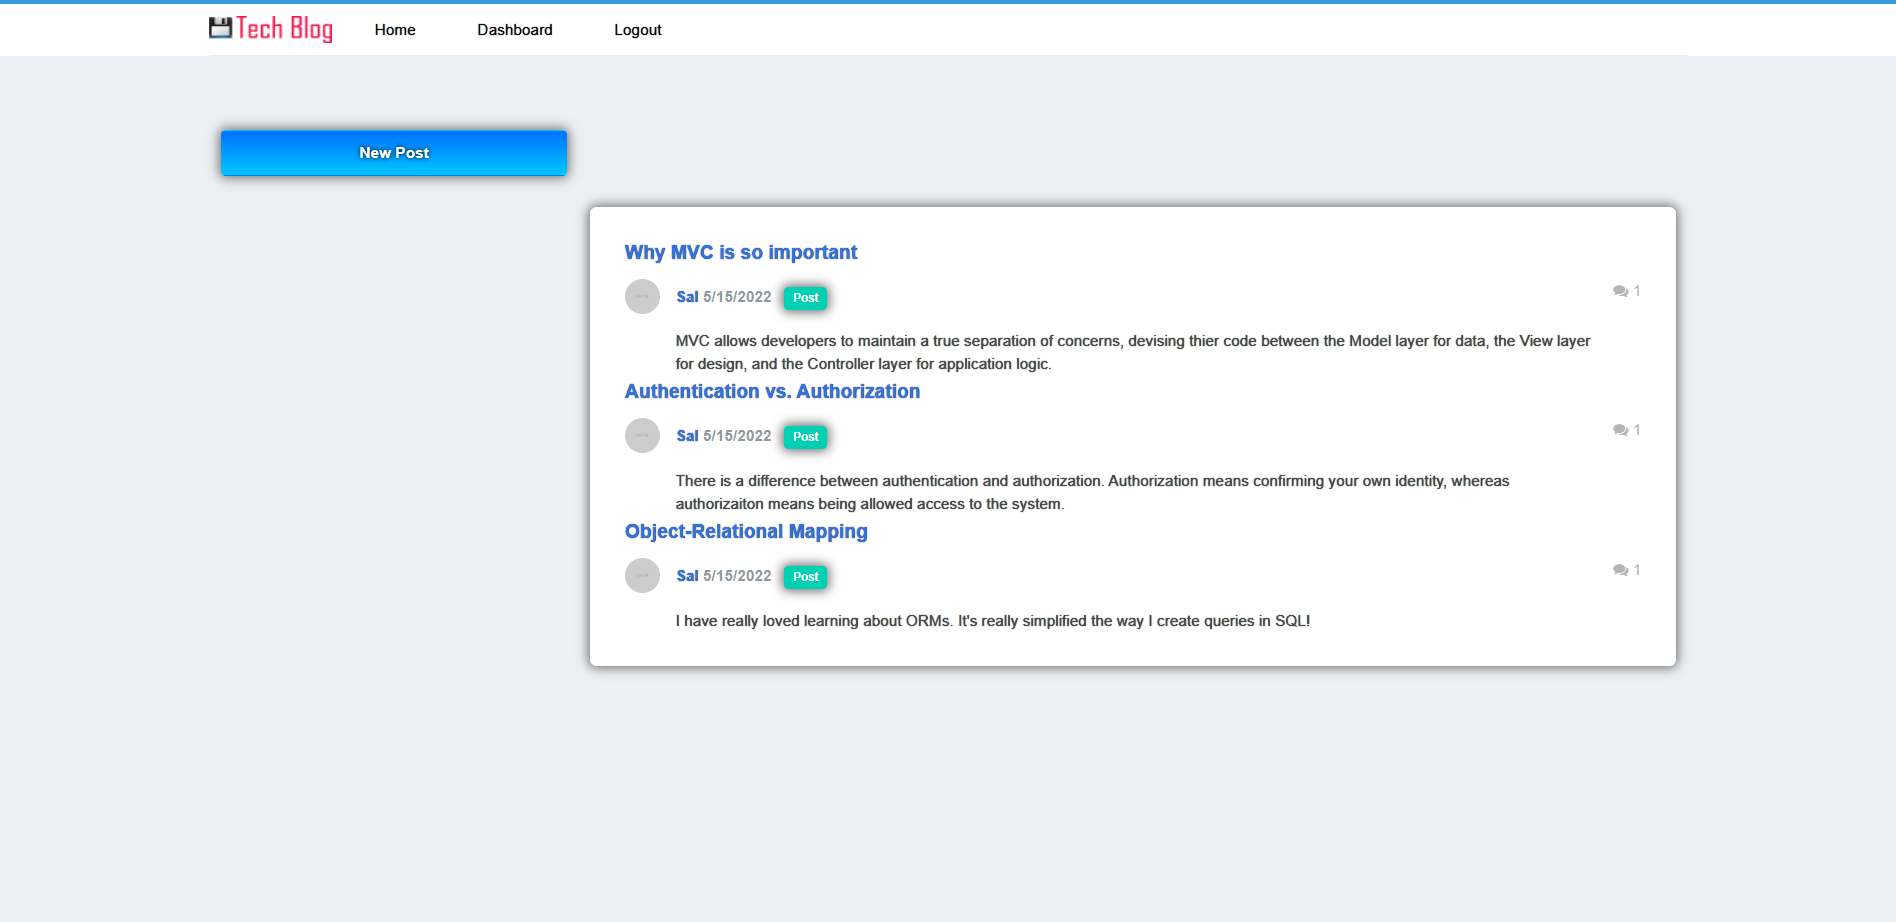 Tech Blog Home Dashboard Logout
New Post
Why MVC is so important
Sal 5/15/2022 Post 1
MVC allows developers to maintain a true separation of concerns, devising thier code between the Model layer for data, the View layer
for design, and the Controller layer for application logic.
Authentication vs. Authorization
Sal 5/15/2022 Post 1
There is a difference between authentication and authorization. Authorization means confirming your own identity, whereas
authorizaiton means being allowed access to the system.
Object-Relational Mapping
Sal 5/15/2022 Post 1
I have really loved learning about ORMs. It's really simplified the way I create queries in SQL!